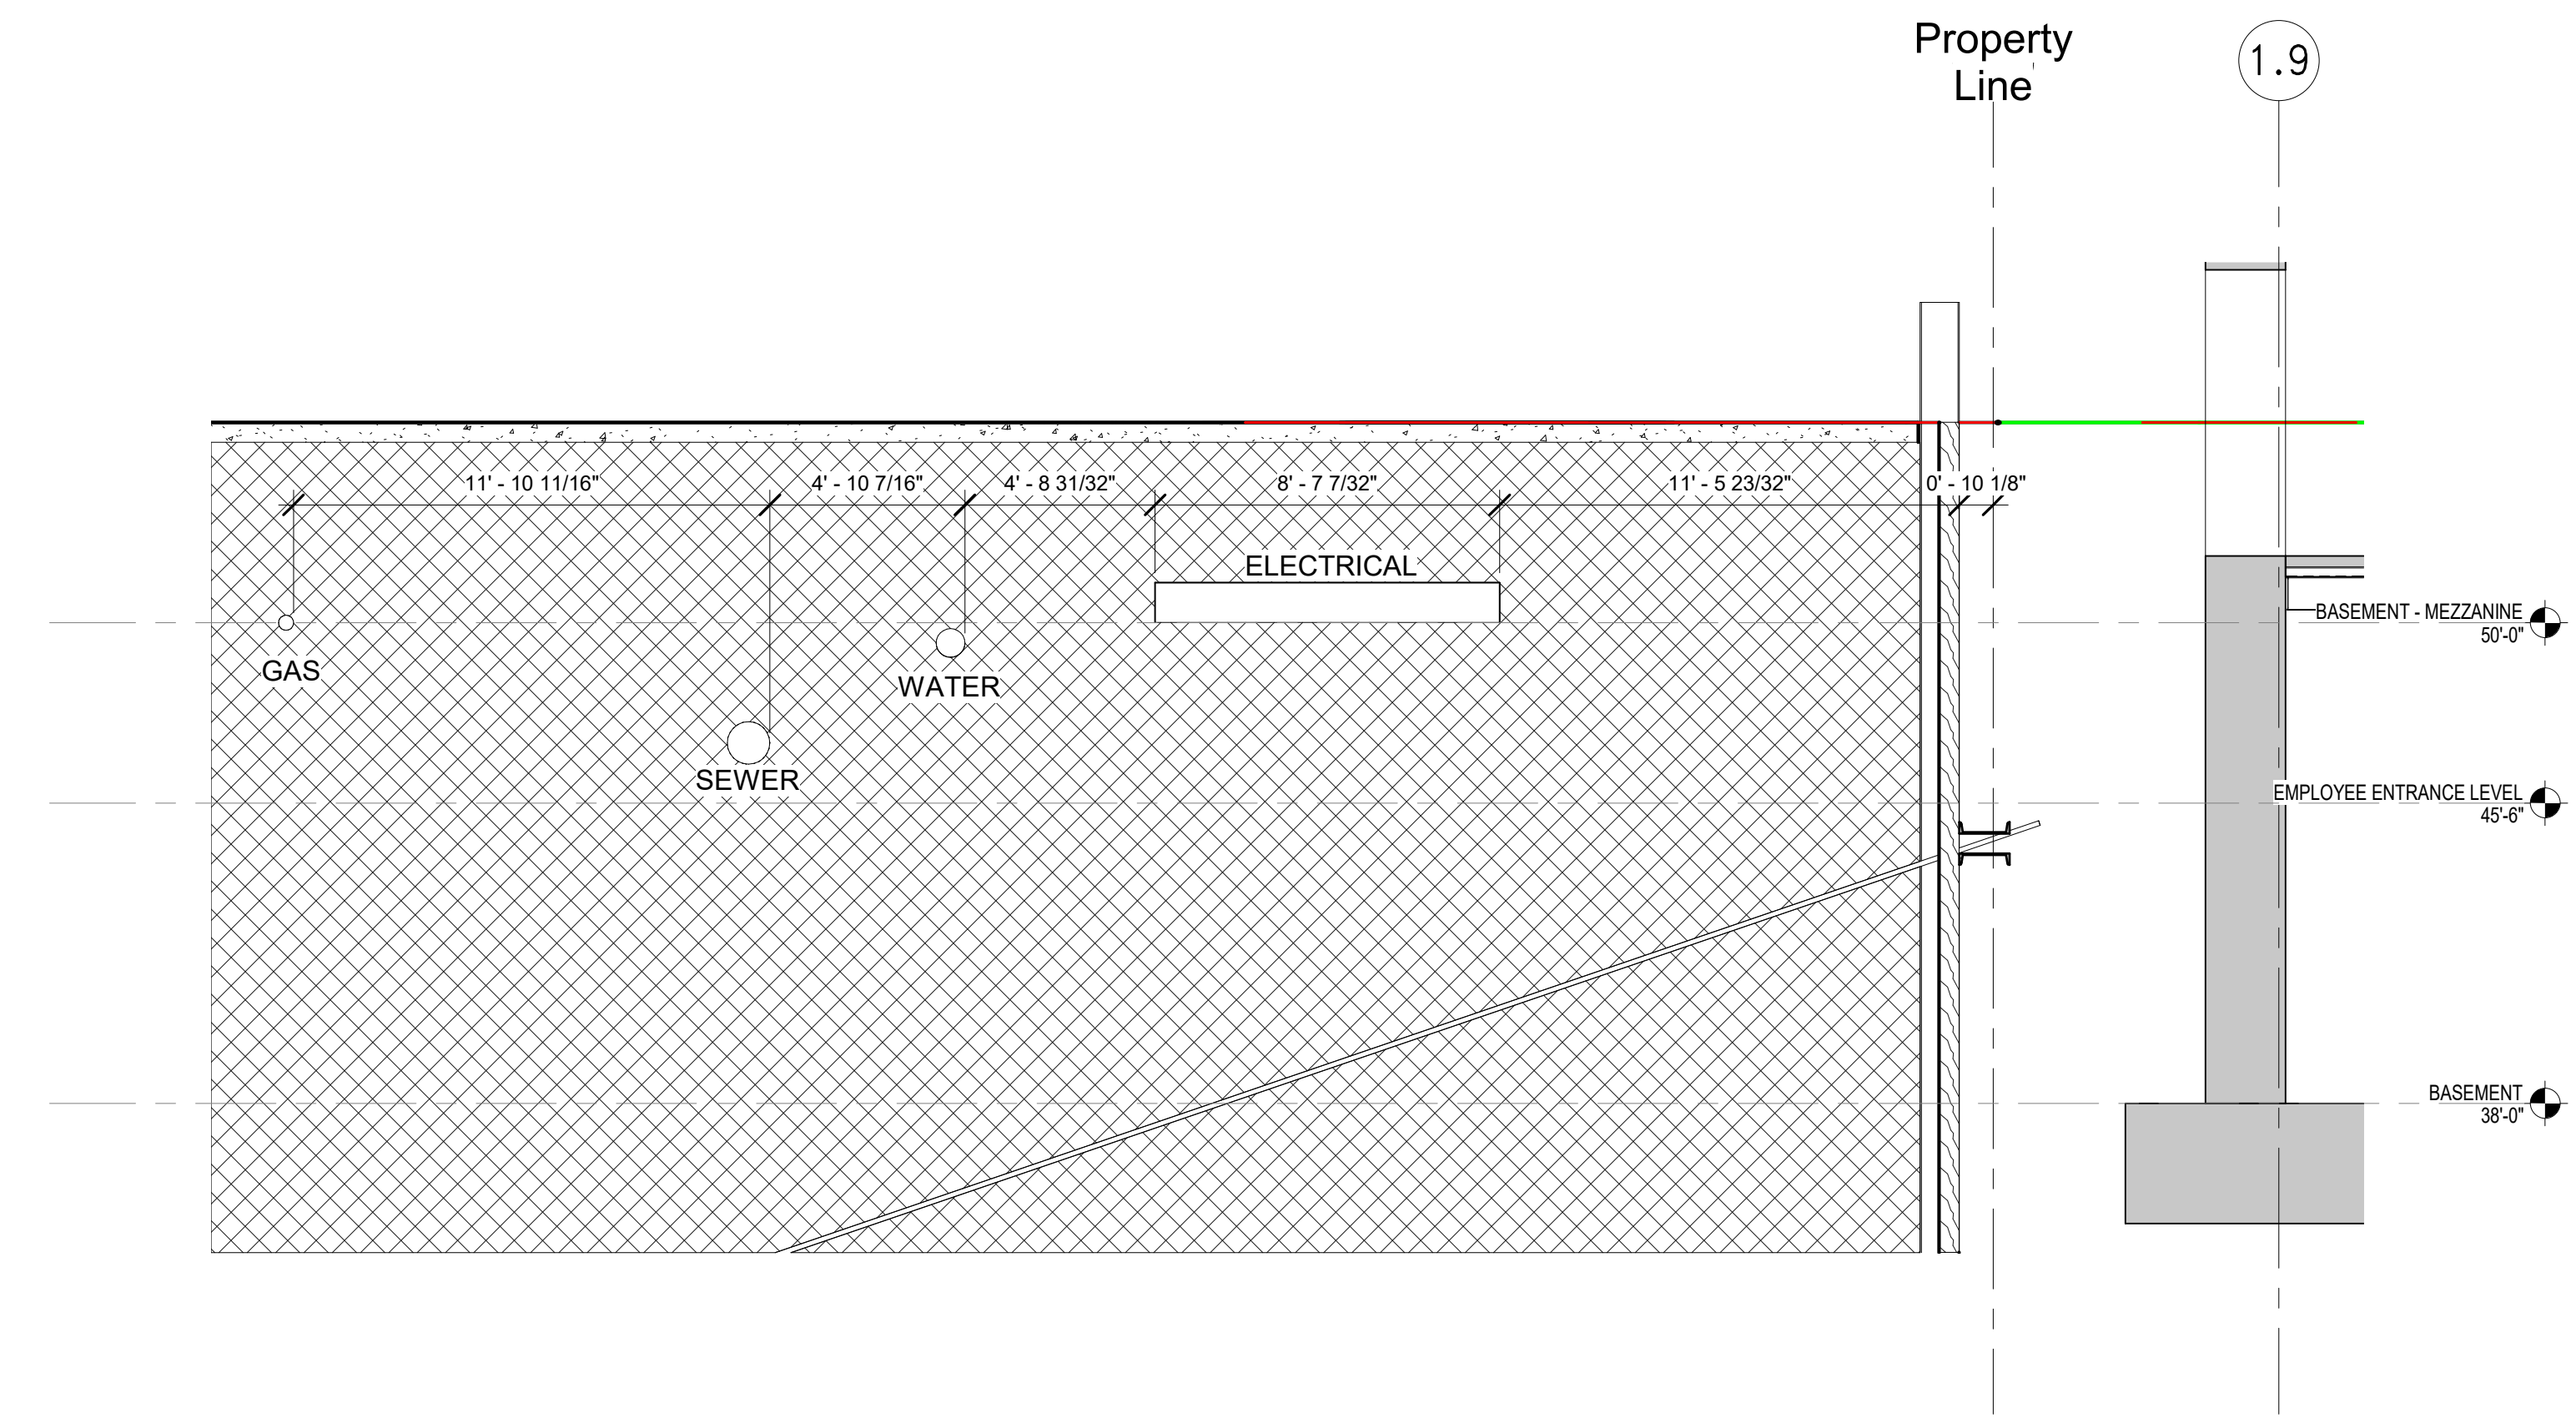 Property
Line
1.9
11' - 10 11/16"
4' - 10 7/16"
4' - 8 31/32"
8' - 7 7/32"
11' - 5 23/32"
0' - 10 1/8"
ELECTRICAL
GAS
WATER
SEWER
BASEMENT - MEZZANINE
50'-0"
EMPLOYEE ENTRANCE LEVEL
45'-6"
BASEMENT
38'-0"